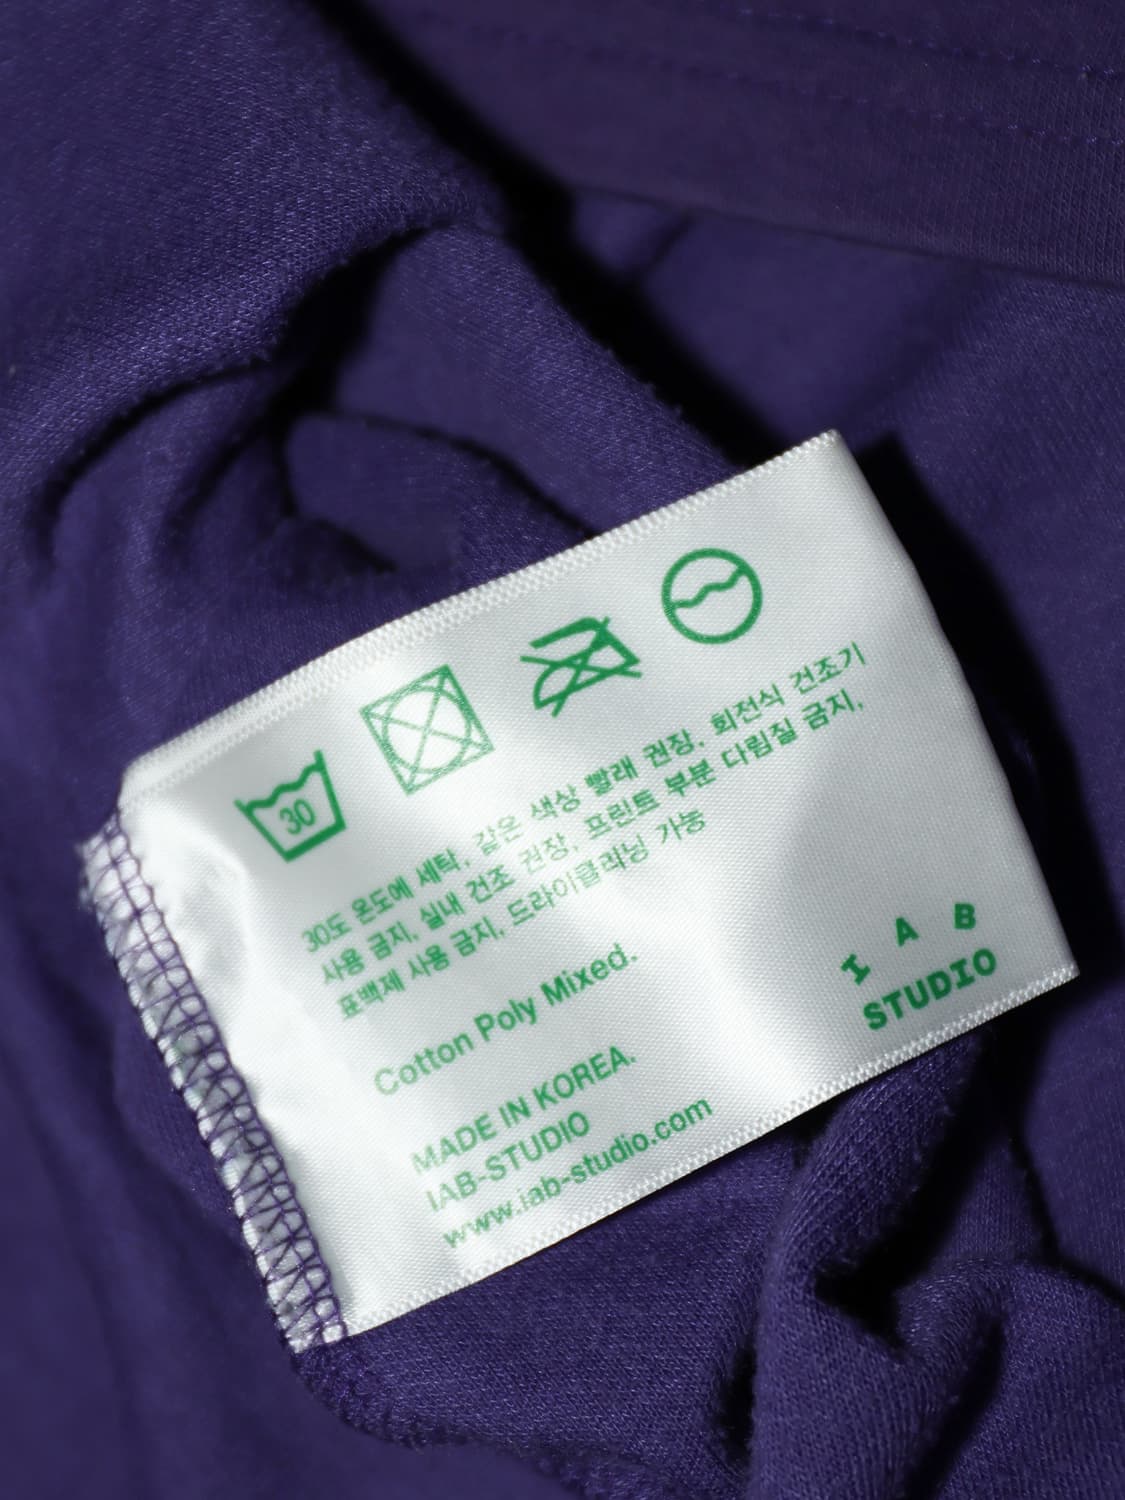 30
30도 온도에 세탁, 같은 색상 빨래 권장, 회전식 건조기
사용 금지, 실내 건조 권장, 프린트 부분 다림질 금지,
표백제 사용 금지, 드라이클리닝 가능
Cotton Poly Mixed.
MADE IN KOREA.
IAB-STUDIO
www.iab-studio.com
I A B
STUDIO